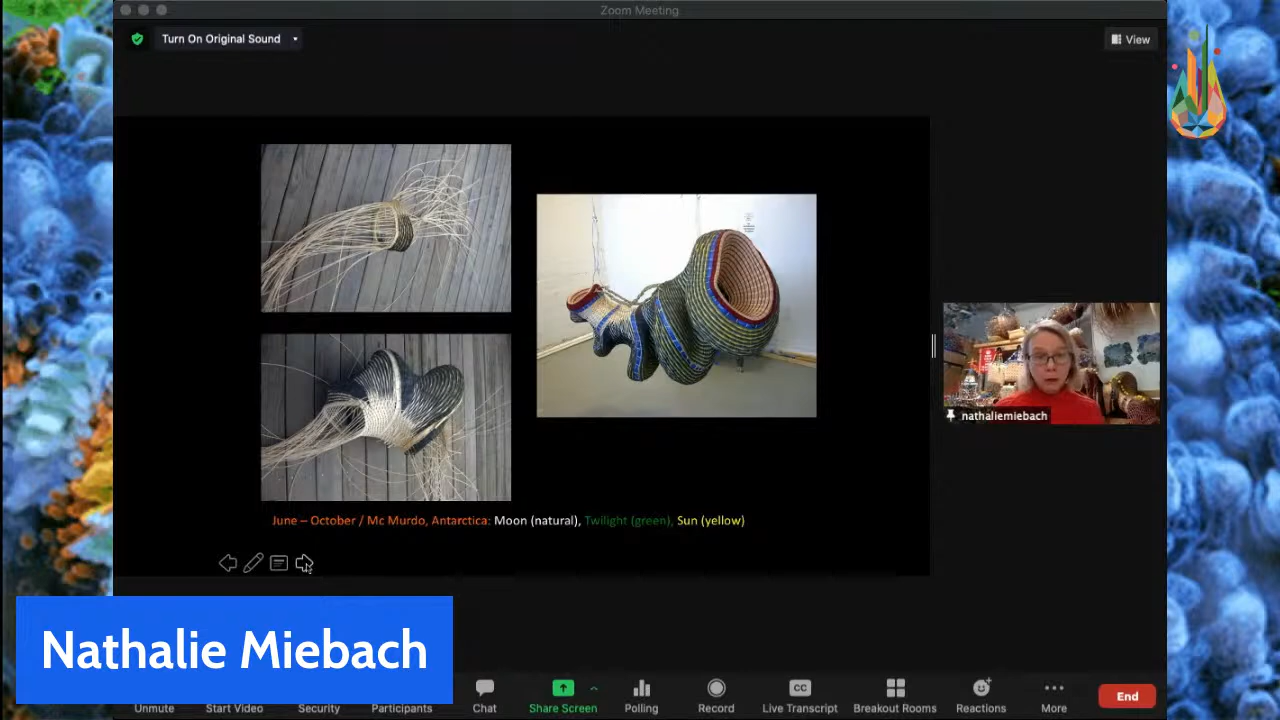 Zoom Meeting
Turn On Original Sound
View
nathaliemiebach
June – October / Mc Murdo, Antarctica: Moon (natural), Twilight (green), Sun (yellow)
Nathalie Miebach
Unmute
Start Video
Security
Participants
Chat
Share Screen
Polling
Record
CC
Live Transcript
Breakout Rooms
Reactions
More
End